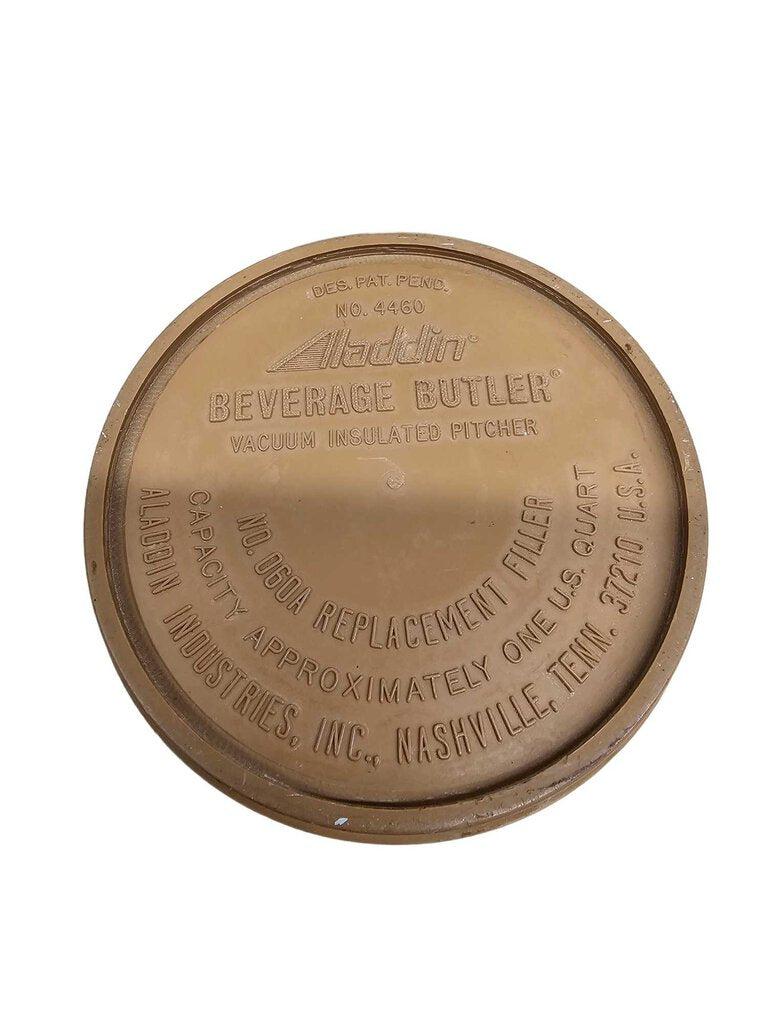 DES. PAT. PEND.
NO. 4460
Aladdin®
BEVERAGE BUTLER®
VACUUM INSULATED PITCHER
NO. 060A REPLACEMENT FILLER
CAPACITY APPROXIMATELY ONE U.S. QUART
ALADDIN INDUSTRIES, INC., NASHVILLE, TENN. 37210 U.S.A.